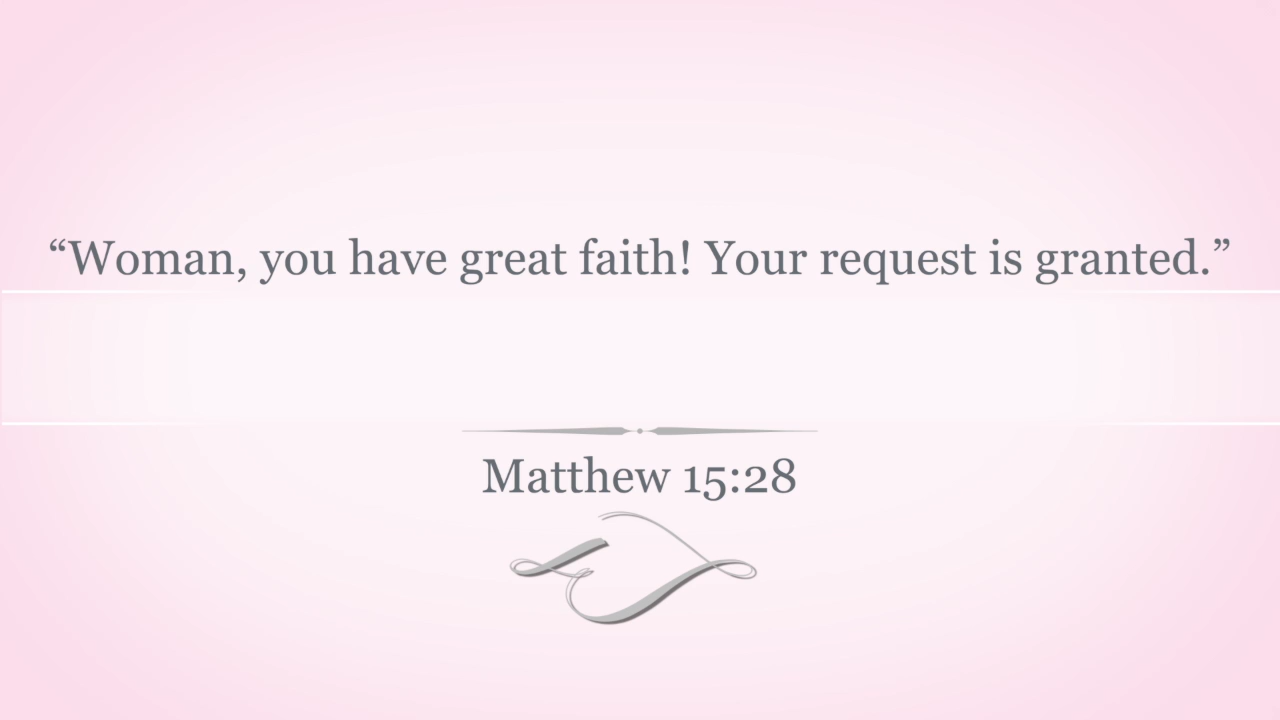 “Woman, you have great faith! Your request is granted.”
Matthew 15:28